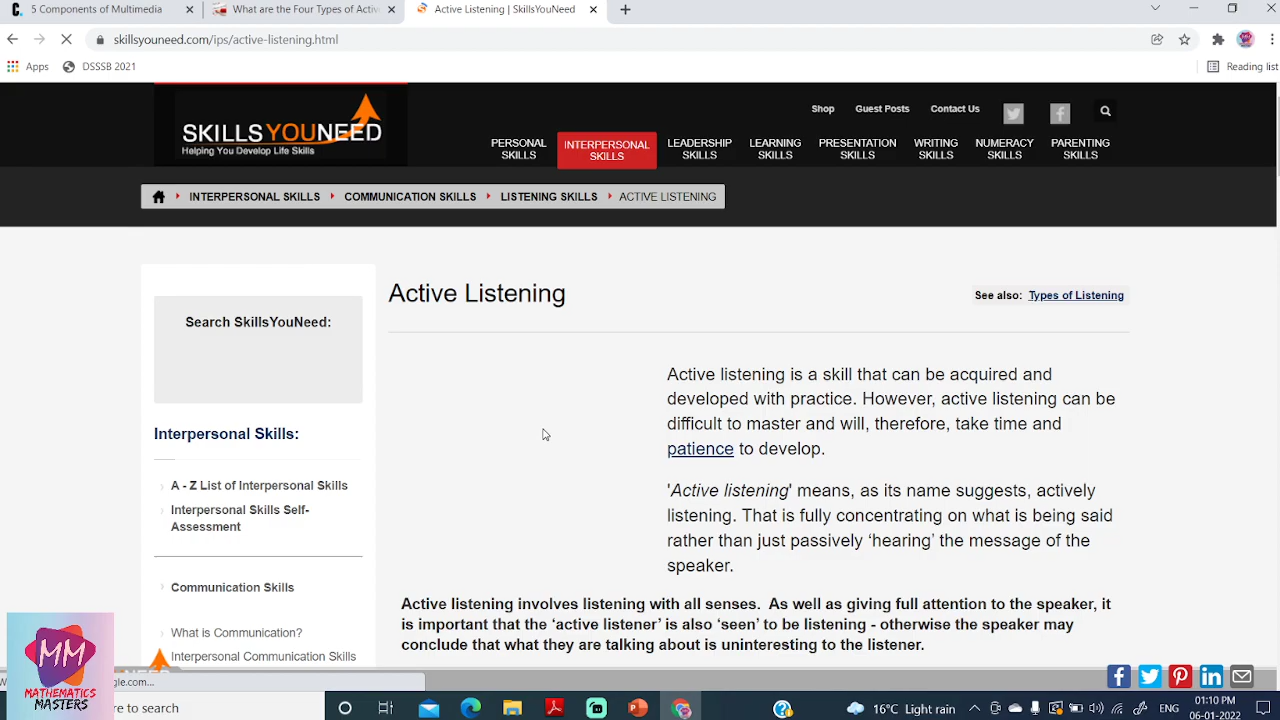 5 Components of Multimedia
What are the Four Types of Activ
Active Listening | SkillsYouNeed
skillsyouneed.com/ips/active-listening.html
Apps
DSSSB 2021
Reading list
SKILLSYOUNEED
Helping You Develop Life Skills
Shop
Guest Posts
Contact Us
PERSONAL SKILLS
INTERPERSONAL SKILLS
LEADERSHIP SKILLS
LEARNING SKILLS
PRESENTATION SKILLS
WRITING SKILLS
NUMERACY SKILLS
PARENTING SKILLS
INTERPERSONAL SKILLS
COMMUNICATION SKILLS
LISTENING SKILLS
ACTIVE LISTENING
Search SkillsYouNeed:
Interpersonal Skills:
A - Z List of Interpersonal Skills
Interpersonal Skills Self-
Assessment
Communication Skills
What is Communication?
Interpersonal Communication Skills
Active Listening
See also: Types of Listening
Active listening is a skill that can be acquired and
developed with practice. However, active listening can be
difficult to master and will, therefore, take time and
patience to develop.
'Active listening' means, as its name suggests, actively
listening. That is fully concentrating on what is being said
rather than just passively ‘hearing’ the message of the
speaker.
Active listening involves listening with all senses. As well as giving full attention to the speaker, it
is important that the ‘active listener’ is also ‘seen’ to be listening - otherwise the speaker may
conclude that what they are talking about is uninteresting to the listener.
gle.com...
MM
MATHEMATICS
MASTERS
re to search
16°C Light rain
ENG
01:10 PM
06-01-2022